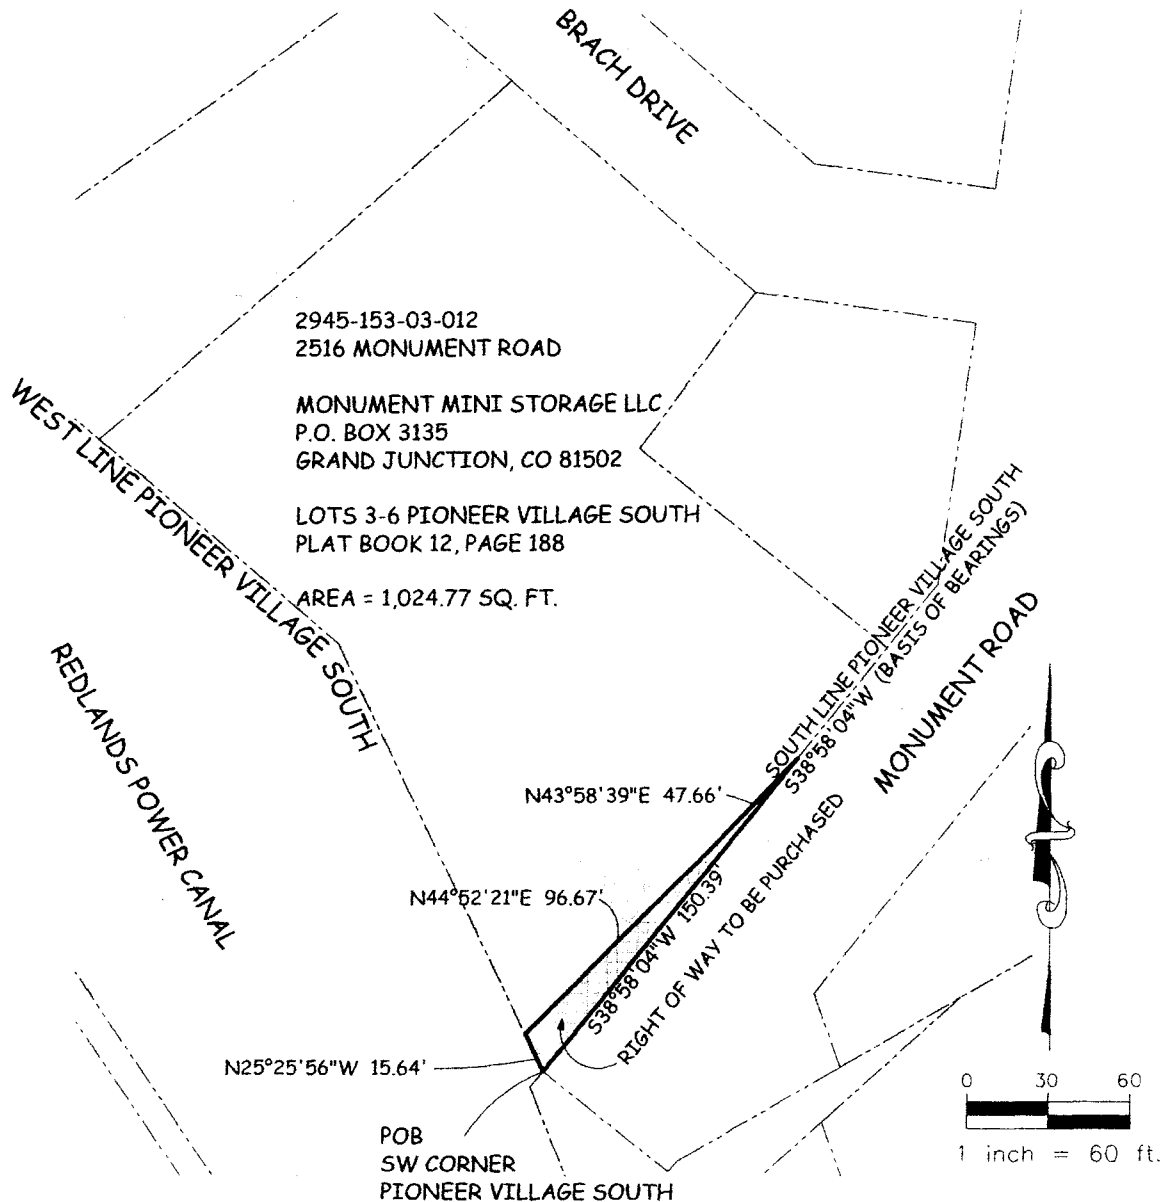 BRACH DRIVE
2945-153-03-012
2516 MONUMENT ROAD
MONUMENT MINI STORAGE LLC
P.O. BOX 3135
GRAND JUNCTION, CO 81502
LOTS 3-6 PIONEER VILLAGE SOUTH
PLAT BOOK 12, PAGE 188
AREA = 1,024.77 SQ. FT.
WEST LINE PIONEER VILLAGE SOUTH
REDLANDS POWER CANAL
SOUTH LINE PIONEER VILLAGE SOUTH
S38°58'04"W (BASIS OF BEARINGS)
MONUMENT ROAD
N43°58'39"E 47.66'
N44°52'21"E 96.67'
S38°58'04"W 150.39'
RIGHT OF WAY TO BE PURCHASED
N25°25'56"W 15.64'
POB
SW CORNER
PIONEER VILLAGE SOUTH
0 30 60
1 inch = 60 ft.